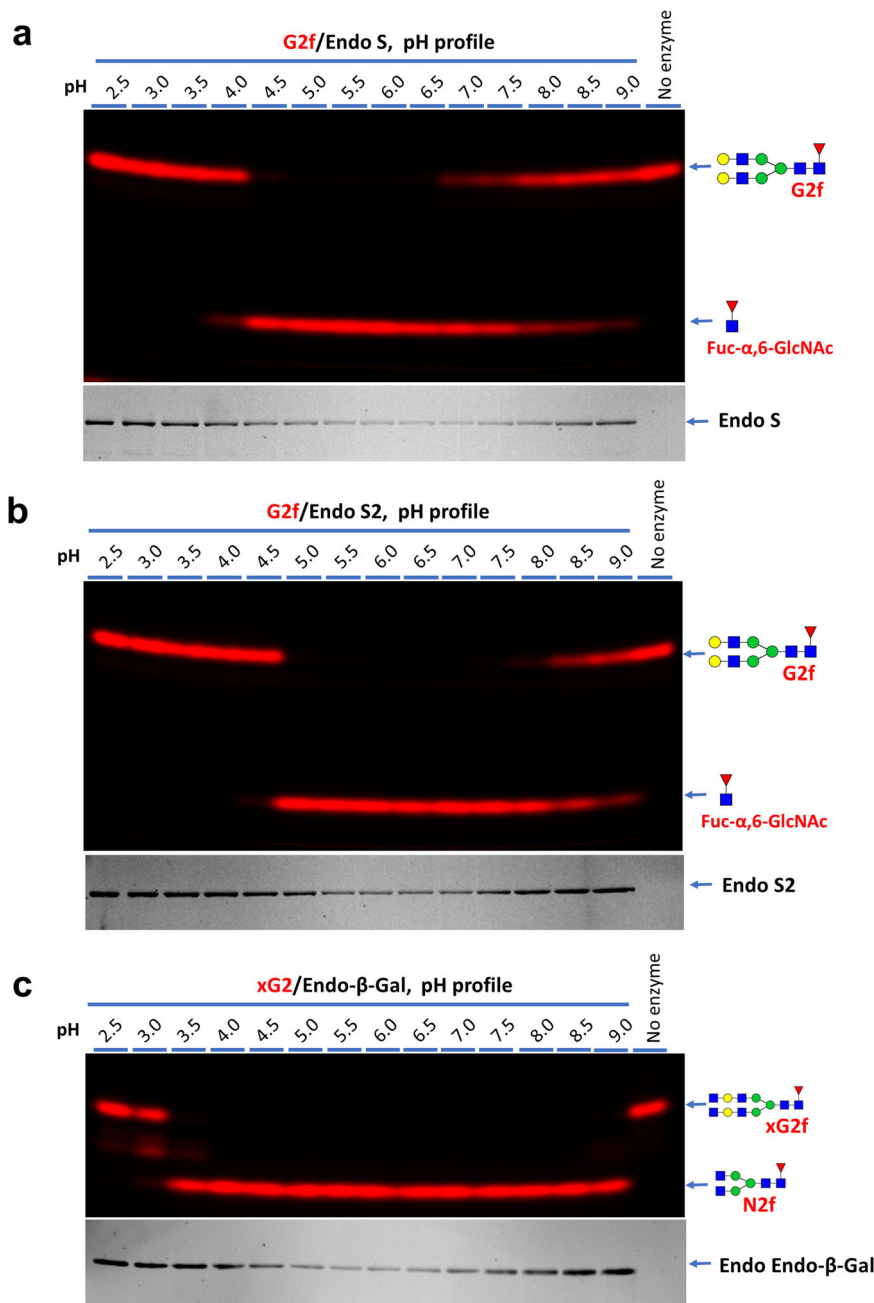 a
G2f/Endo S, pH profile
No enzyme
pH 2.5 3.0 3.5 4.0 4.5 5.0 5.5 6.0 6.5 7.0 7.5 8.0 8.5 9.0
G2f
Fuc-α,6-GlcNAc
Endo S
b
G2f/Endo S2, pH profile
No enzyme
pH 2.5 3.0 3.5 4.0 4.5 5.0 5.5 6.0 6.5 7.0 7.5 8.0 8.5 9.0
G2f
Fuc-α,6-GlcNAc
Endo S2
c
xG2/Endo-β-Gal, pH profile
No enzyme
pH 2.5 3.0 3.5 4.0 4.5 5.0 5.5 6.0 6.5 7.0 7.5 8.0 8.5 9.0
xG2f
N2f
Endo Endo-β-Gal